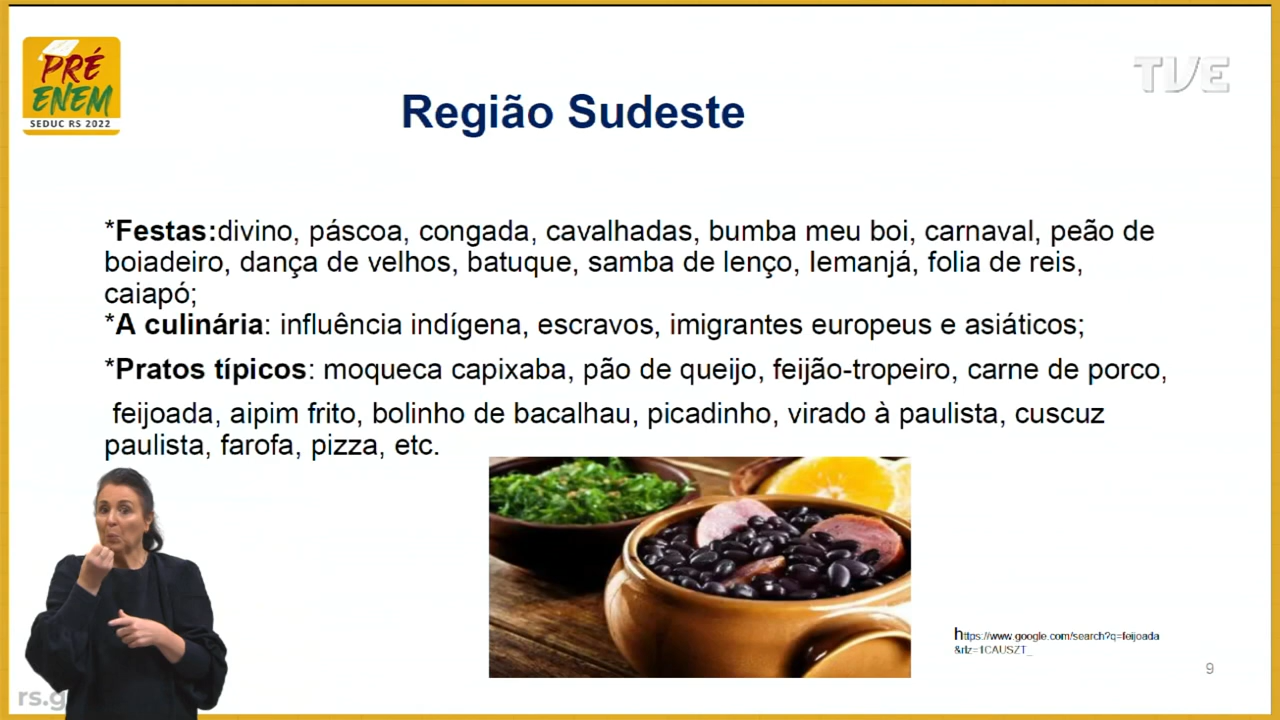 PRÉ
ENEM
SEDUC RS 2022
TVE
Região Sudeste
*Festas:divino, páscoa, congada, cavalhadas, bumba meu boi, carnaval, peão de
boiadeiro, dança de velhos, batuque, samba de lenço, Iemanjá, folia de reis,
caiapó;
*A culinária: influência indígena, escravos, imigrantes europeus e asiáticos;
*Pratos típicos: moqueca capixaba, pão de queijo, feijão-tropeiro, carne de porco,
feijoada, aipim frito, bolinho de bacalhau, picadinho, virado à paulista, cuscuz
paulista, farofa, pizza, etc.
https://www.google.com/search?q=feijoada
&rlz=1CAUSZT_
9
rs.g